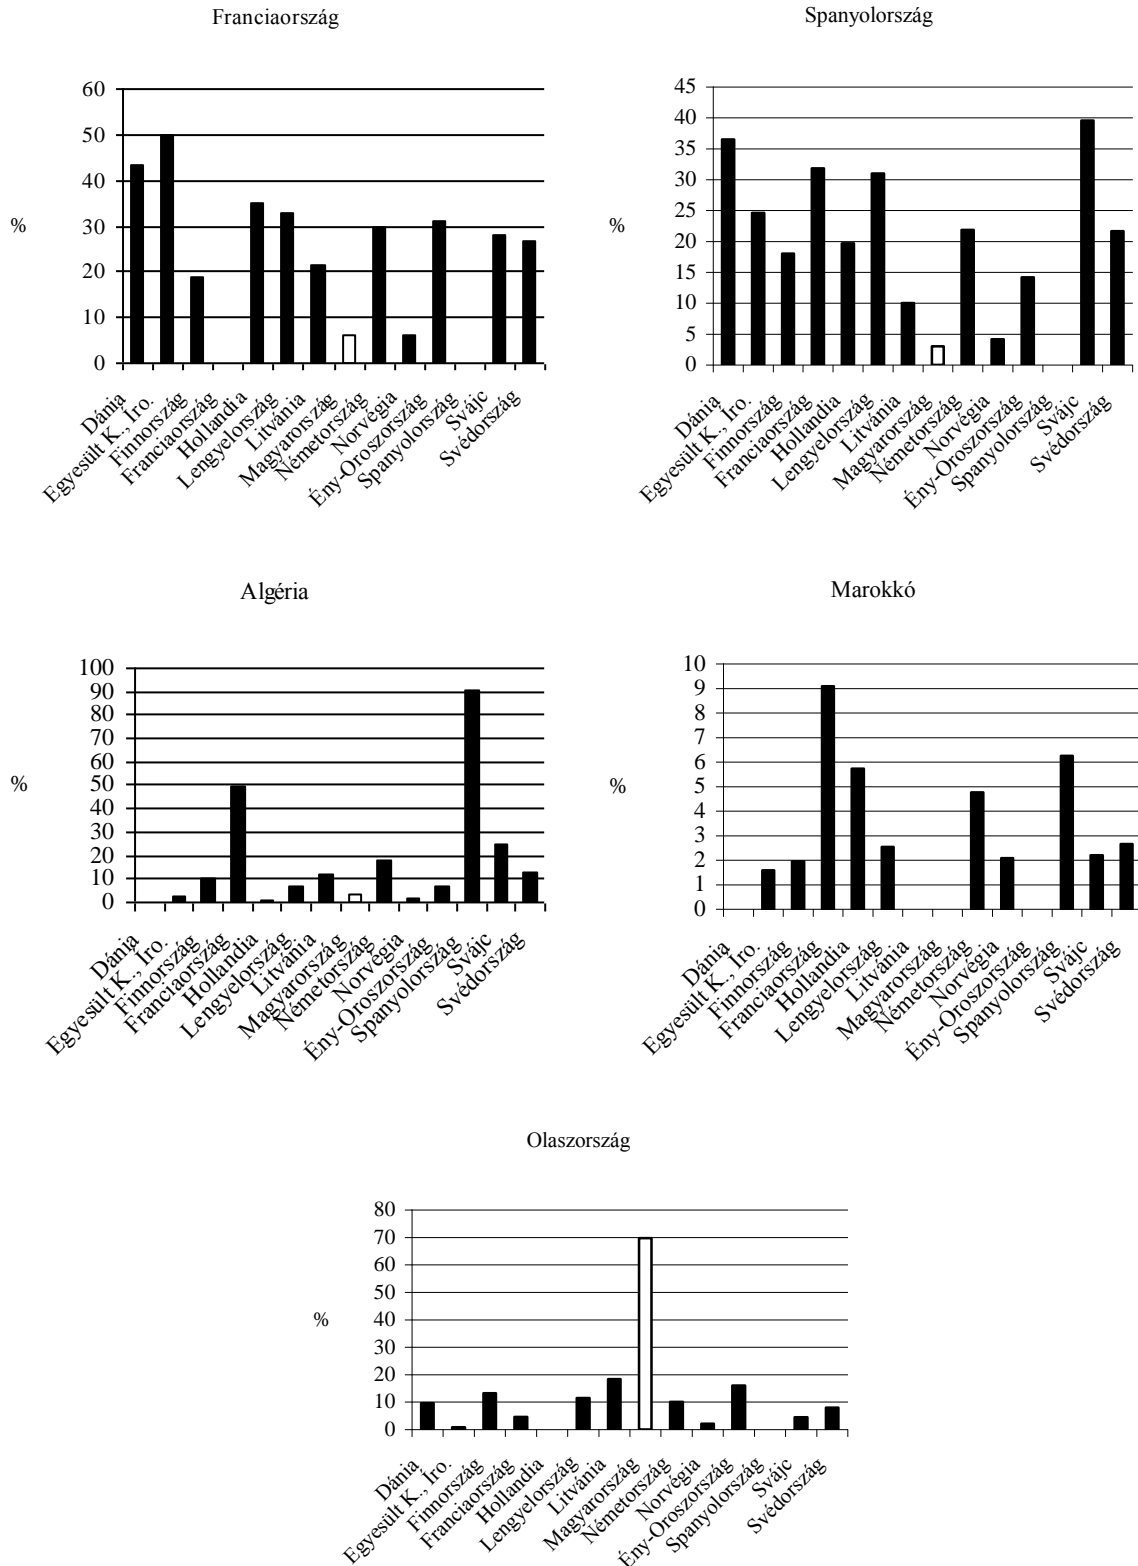 Franciaország
60
50
40
30
20
10
0
%
Dánia
Egyesült K., Íro.
Finnország
Franciaország
Hollandia
Lengyelország
Litvánia
Magyarország
Németország
Norvégia
Ény-Oroszország
Spanyolország
Svájc
Svédország
Spanyolország
45
40
35
30
25
20
15
10
5
0
%
Dánia
Egyesült K., Íro.
Finnország
Franciaország
Hollandia
Lengyelország
Litvánia
Magyarország
Németország
Norvégia
Ény-Oroszország
Spanyolország
Svájc
Svédország
Algéria
100
90
80
70
60
50
40
30
20
10
0
%
Dánia
Egyesült K., Íro.
Finnország
Franciaország
Hollandia
Lengyelország
Litvánia
Magyarország
Németország
Norvégia
Ény-Oroszország
Spanyolország
Svájc
Svédország
Marokkó
10
9
8
7
6
5
4
3
2
1
0
%
Dánia
Egyesült K., Íro.
Finnország
Franciaország
Hollandia
Lengyelország
Litvánia
Magyarország
Németország
Norvégia
Ény-Oroszország
Spanyolország
Svájc
Svédország
Olaszország
80
70
60
50
40
30
20
10
0
%
Dánia
Egyesült K., Íro.
Finnország
Franciaország
Hollandia
Lengyelország
Litvánia
Magyarország
Németország
Norvégia
Ény-Oroszország
Spanyolország
Svájc
Svédország